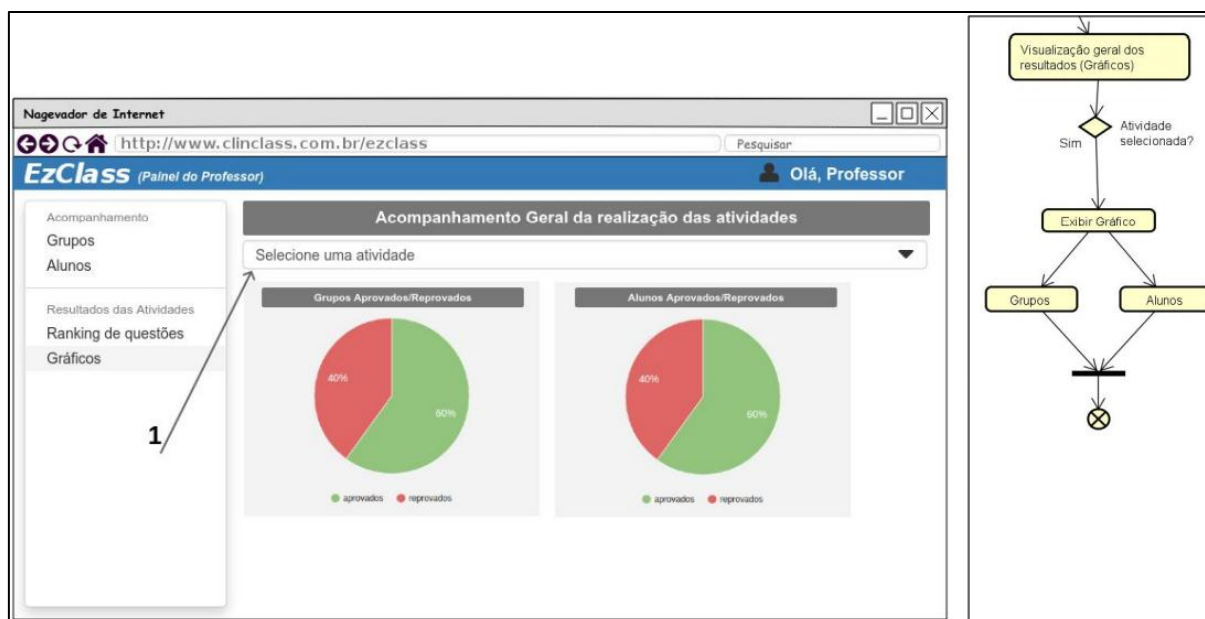 Nagevador de Internet
http://www.clinclass.com.br/ezclass
Pesquisar
EzClass (Painel do Professor)
Olá, Professor
Acompanhamento
Grupos
Alunos
Resultados das Atividades
Ranking de questões
Gráficos
1
Acompanhamento Geral da realização das atividades
Selecione uma atividade
Grupos Aprovados/Reprovados
40%
60%
aprovados reprovados
Alunos Aprovados/Reprovados
40%
60%
aprovados reprovados
Visualização geral dos
resultados (Gráficos)
Atividade
selecionada?
Sim
Exibir Gráfico
Grupos
Alunos